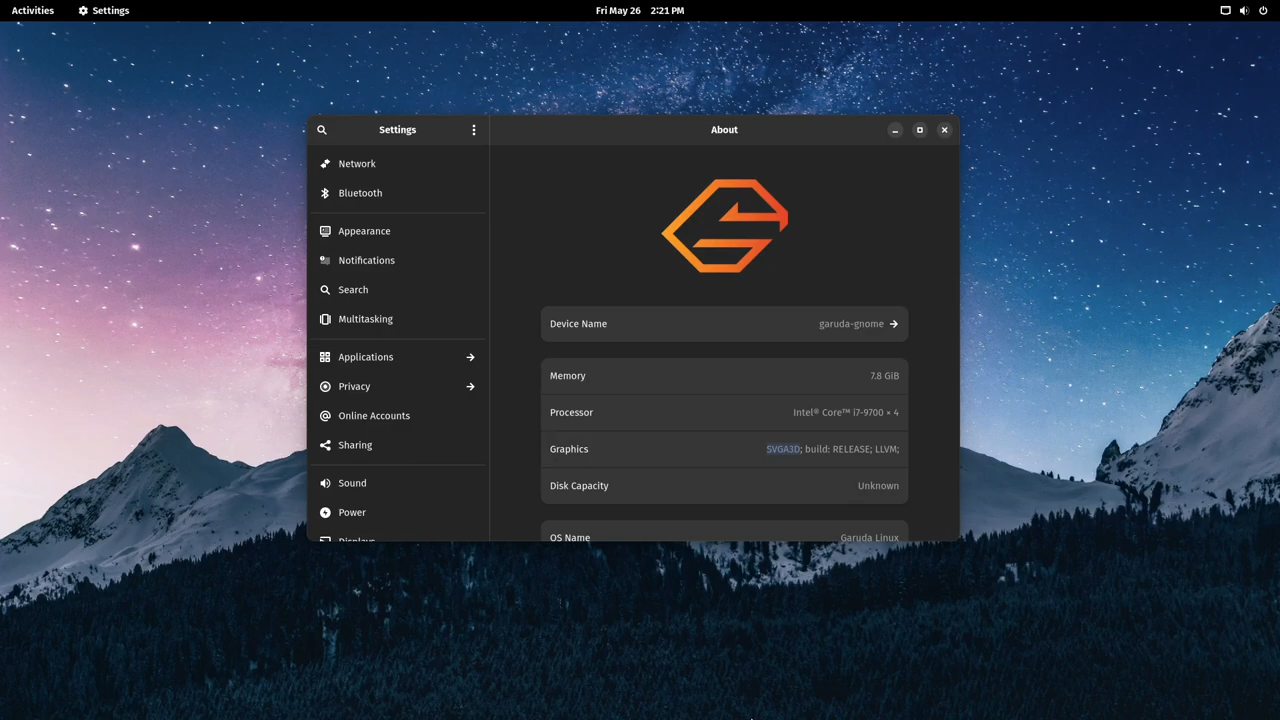 Activities Settings Fri May 26 2:21 PM
Settings
About
Network
Bluetooth
Appearance
Notifications
Search
Multitasking
Applications
Privacy
Online Accounts
Sharing
Sound
Power
Displays
Device Name garuda-gnome
Memory 7.8 GiB
Processor Intel® Core™ i7-9700 × 4
Graphics SVGA3D; build: RELEASE; LLVM;
Disk Capacity Unknown
OS Name Garuda Linux